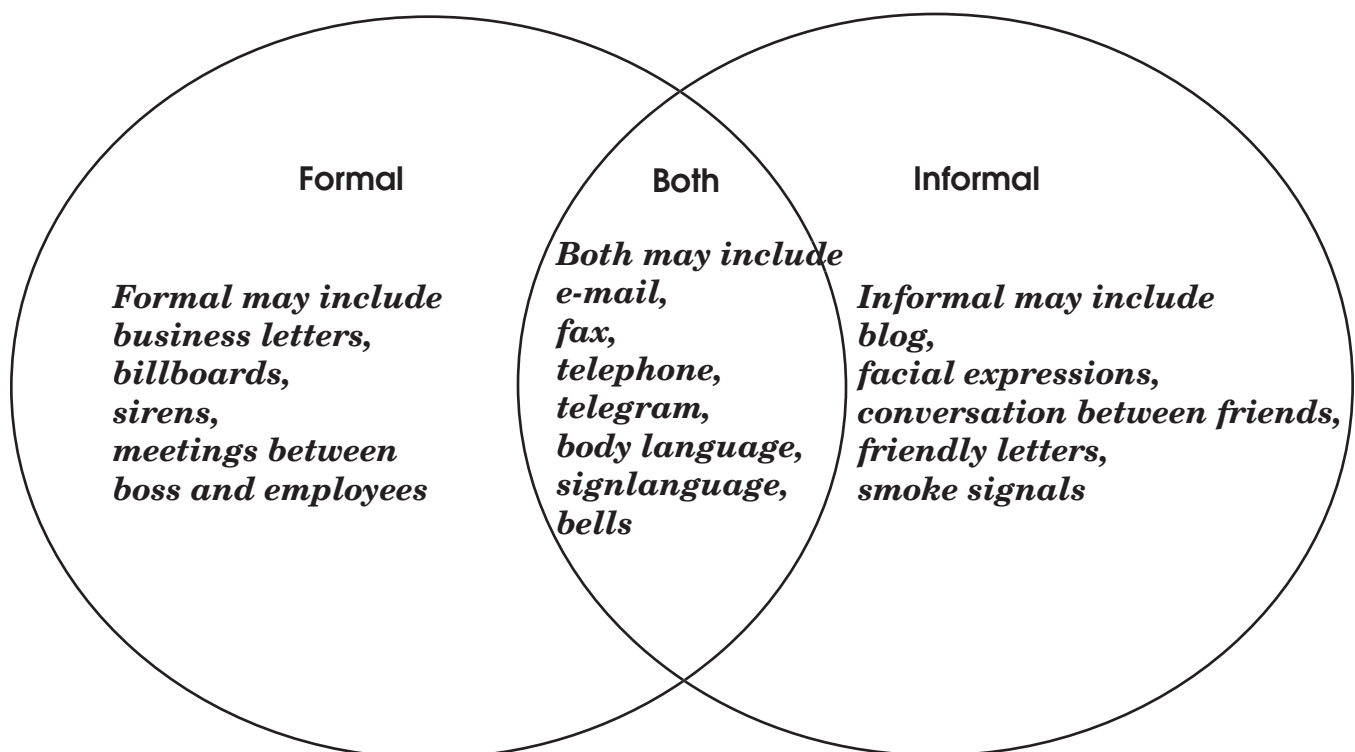 Formal
Both
Informal
Formal may include
business letters,
billboards,
sirens,
meetings between
boss and employees
Both may include
e-mail,
fax,
telephone,
telegram,
body language,
signlanguage,
bells
Informal may include
blog,
facial expressions,
conversation between friends,
friendly letters,
smoke signals